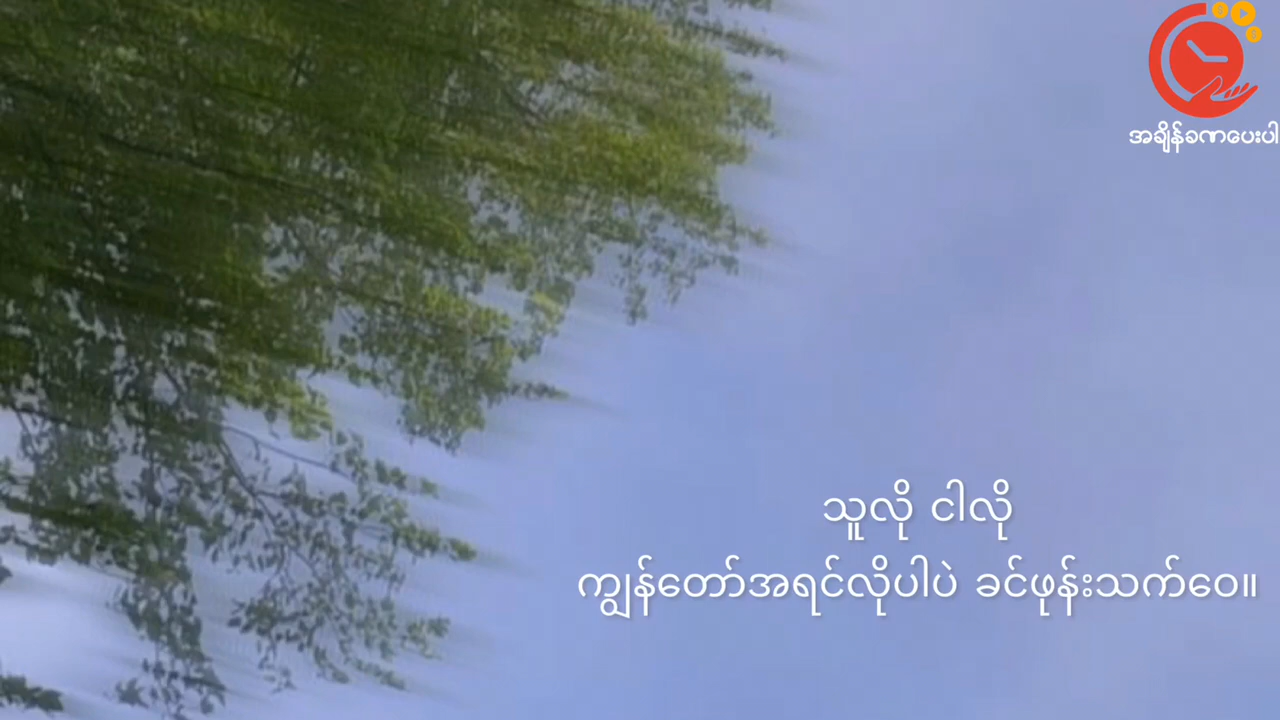 အချိန်ခဏပေးပါ
သူလို ငါလို
ကျွန်တော်အရင်လိုပါပဲ ခင်ဖုန်းသက်ဝေ။